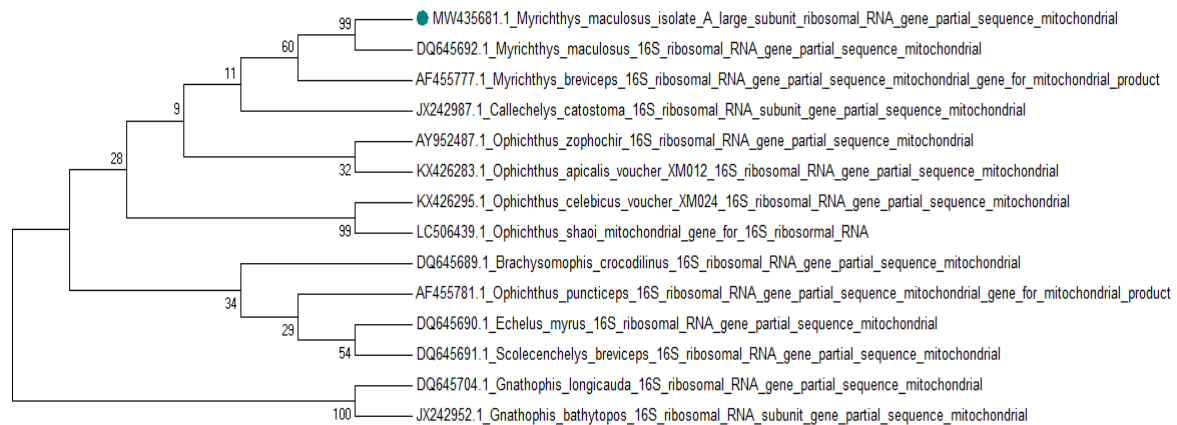 99
MW435681.1_Myrichthys_maculosus_isolate_A_large_subunit_ribosomal_RNA_gene_partial_sequence_mitochondrial
60
DQ645692.1_Myrichthys_maculosus_16S_ribosomal_RNA_gene_partial_sequence_mitochondrial
11
AF455777.1_Myrichthys_breviceps_16S_ribosomal_RNA_gene_partial_sequence_mitochondrial_gene_for_mitochondrial_product
9
JX242987.1_Callechelys_catostoma_16S_ribosomal_RNA_subunit_gene_partial_sequence_mitochondrial
AY952487.1_Ophichthus_zophochir_16S_ribosomal_RNA_gene_partial_sequence_mitochondrial
28
32
KX426283.1_Ophichthus_apicalis_voucher_XM012_16S_ribosomal_RNA_gene_partial_sequence_mitochondrial
KX426295.1_Ophichthus_celebicus_voucher_XM024_16S_ribosomal_RNA_gene_partial_sequence_mitochondrial
99
LC506439.1_Ophichthus_shaoi_mitochondrial_gene_for_16S_ribosormal_RNA
DQ645689.1_Brachysomophis_crocodilinus_16S_ribosomal_RNA_gene_partial_sequence_mitochondrial
34
AF455781.1_Ophichthus_puncticeps_16S_ribosomal_RNA_gene_partial_sequence_mitochondrial_gene_for_mitochondrial_product
29
DQ645690.1_Echelus_myrus_16S_ribosomal_RNA_gene_partial_sequence_mitochondrial
54
DQ645691.1_Scolecenchelys_breviceps_16S_ribosomal_RNA_gene_partial_sequence_mitochondrial
DQ645704.1_Gnathophis_longicauda_16S_ribosomal_RNA_gene_partial_sequence_mitochondrial
100
JX242952.1_Gnathophis_bathytopos_16S_ribosomal_RNA_subunit_gene_partial_sequence_mitochondrial